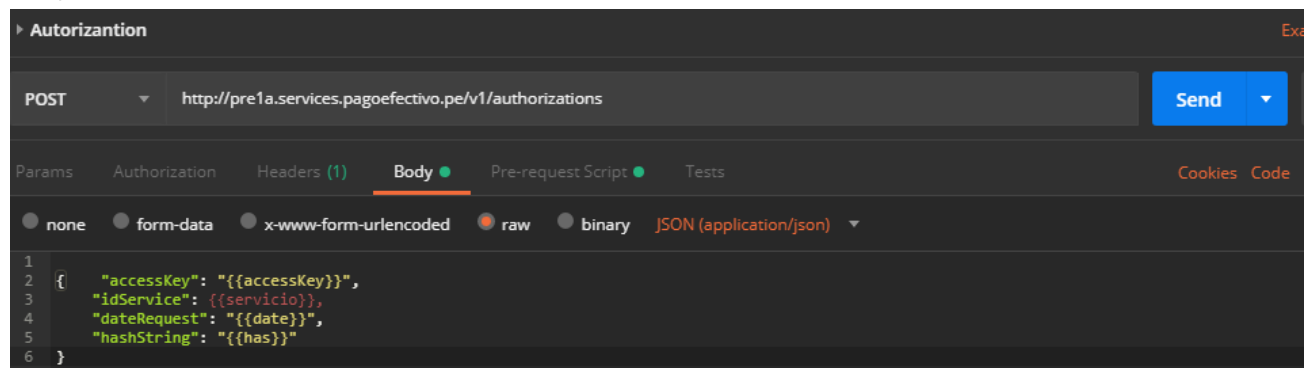 Autorizantion Exa
POST http://pre1a.services.pagoefectivo.pe/v1/authorizations Send
Params Authorization Headers (1) Body Pre-request Script Tests Cookies Code
none form-data x-www-form-urlencoded raw binary JSON (application/json)
1
2 { "accessKey": "{{accessKey}}",
3 "idService": {{servicio}},
4 "dateRequest": "{{date}}",
5 "hashString": "{{has}}"
6 }